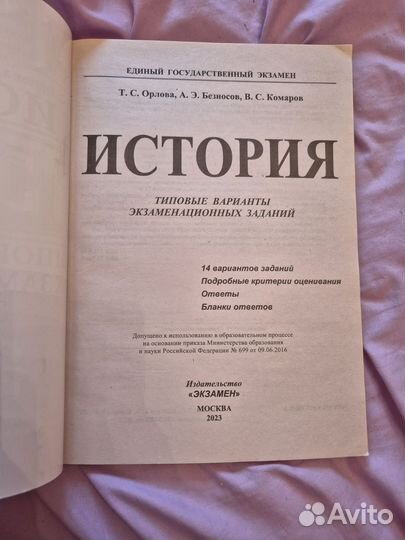 ЕДИНЫЙ ГОСУДАРСТВЕННЫЙ ЭКЗАМЕН
Т. С. Орлова, А. Э. Безносов, В. С. Комаров
ИСТОРИЯ
ТИПОВЫЕ ВАРИАНТЫ
ЭКЗАМЕНАЦИОННЫХ ЗАДАНИЙ
14 вариантов заданий
Подробные критерии оценивания
Ответы
Бланки ответов
Допущено к использованию в образовательном процессе
на основании приказа Министерства образования
и науки Российской Федерации № 699 от 09.06.2016
Издательство
«ЭКЗАМЕН»
МОСКВА
2023
Avito